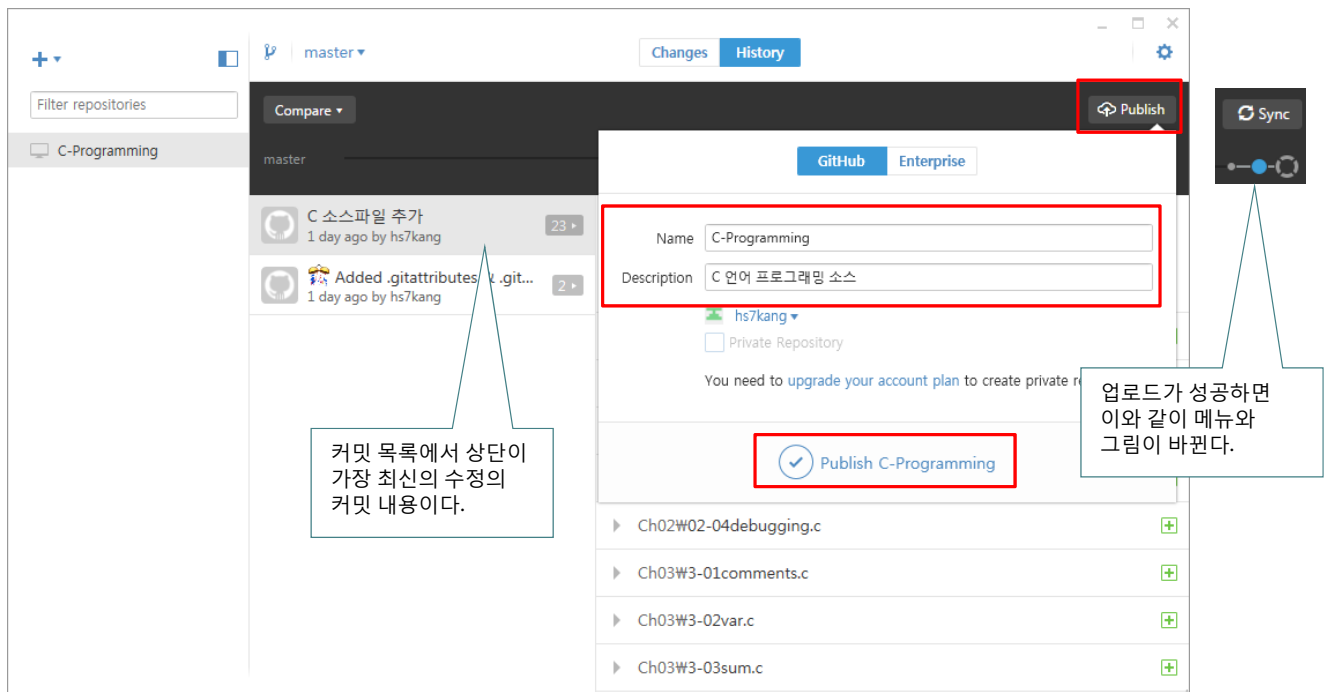 master
Changes
History
Filter repositories
Compare
Publish
Sync
C-Programming
master
GitHub
Enterprise
C 소스파일 추가
23
1 day ago by hs7kang
Name
C-Programming
Added .gitattributes & .git...
2
1 day ago by hs7kang
Description
C 언어 프로그래밍 소스
hs7kang
Private Repository
You need to upgrade your account plan to create private r
업로드가 성공하면
이와 같이 메뉴와
그림이 바뀐다.
커밋 목록에서 상단이
가장 최신의 수정의
커밋 내용이다.
Publish C-Programming
Ch02₩02-04debugging.c
Ch03₩3-01comments.c
Ch03₩3-02var.c
Ch03₩3-03sum.c